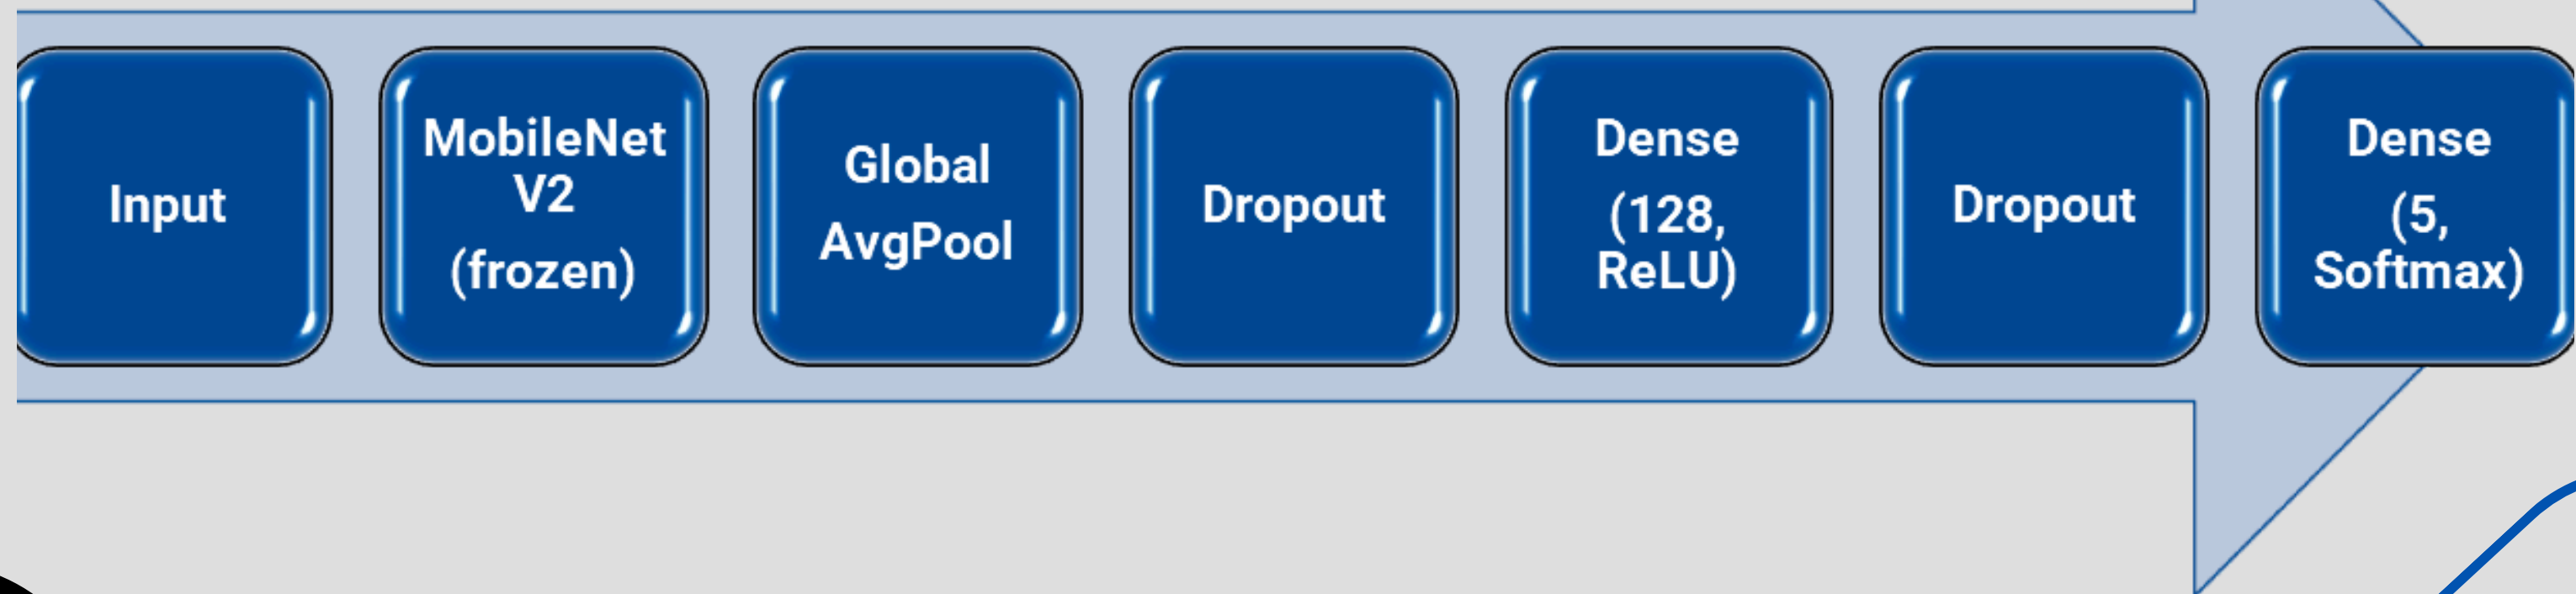 Input
MobileNet
V2
(frozen)
Global
AvgPool
Dropout
Dense
(128,
ReLU)
Dropout
Dense
(5,
Softmax)